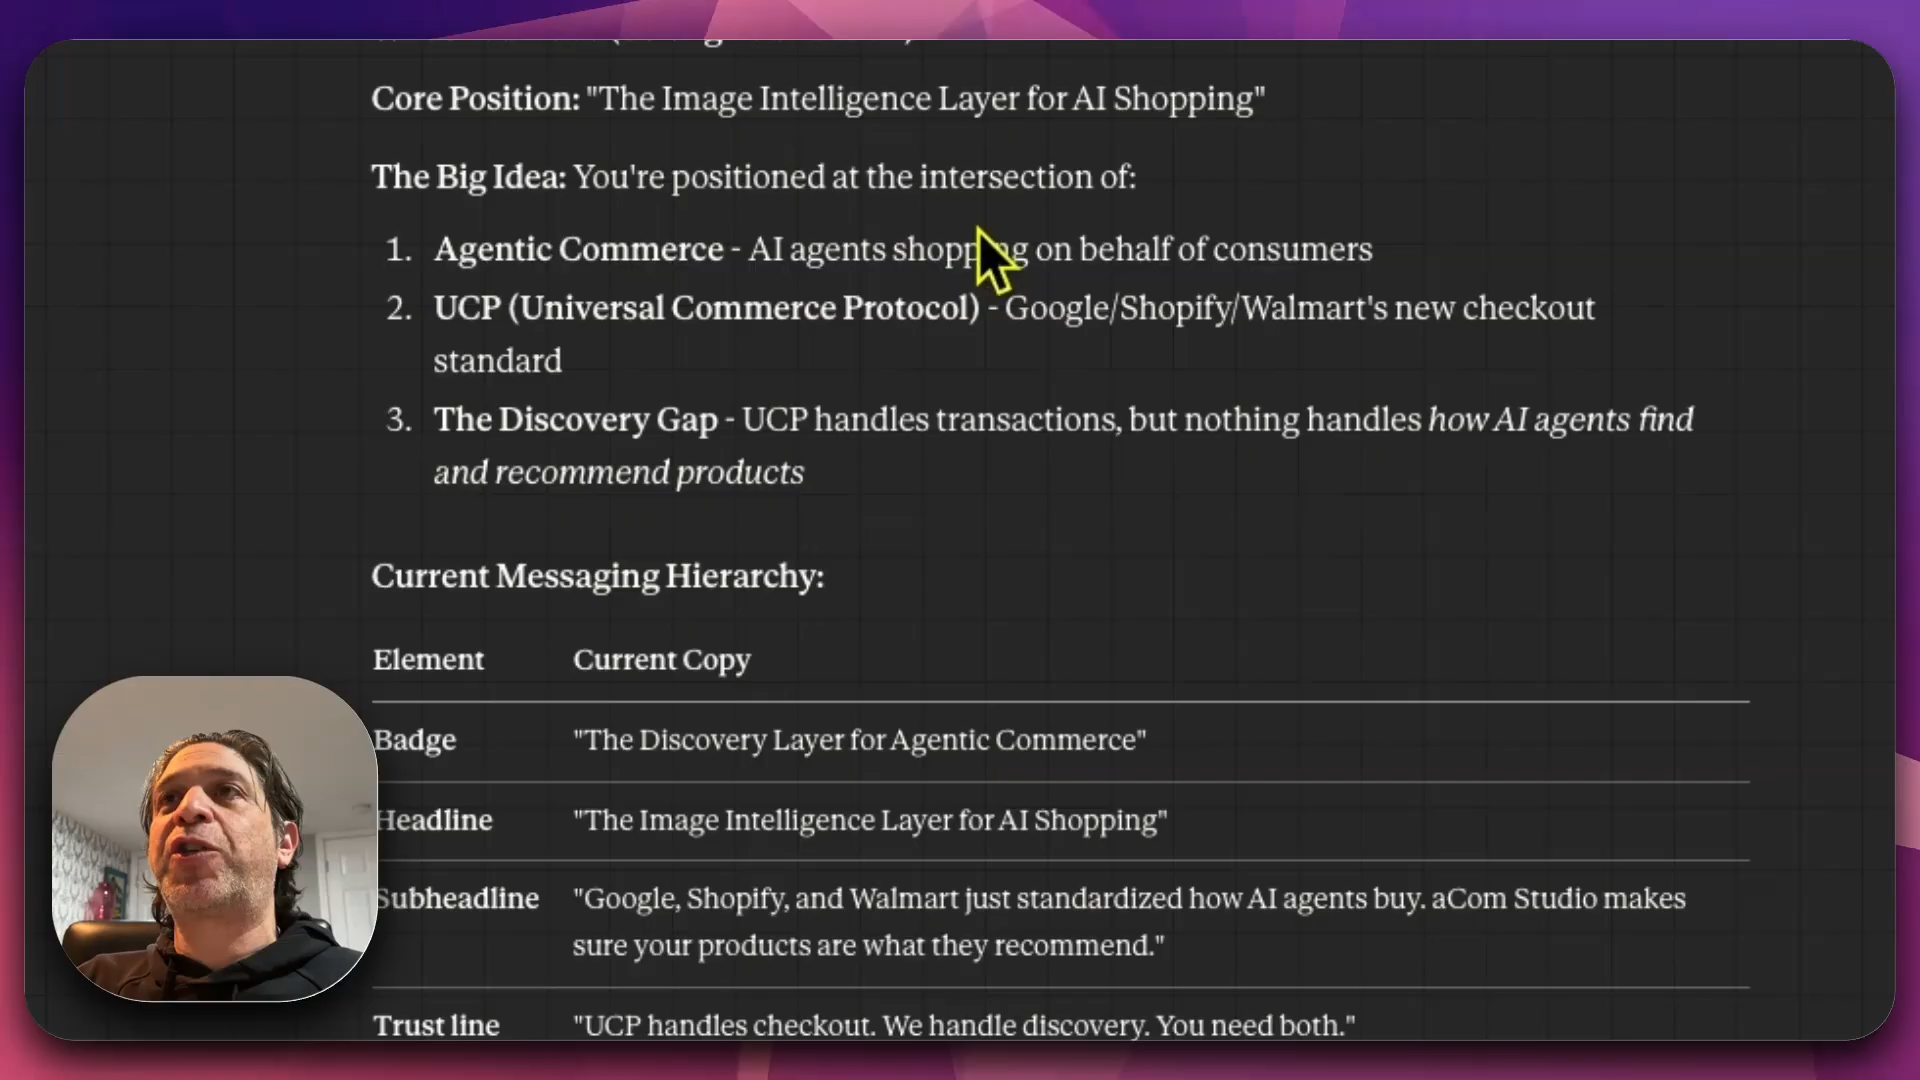 Core Position: "The Image Intelligence Layer for AI Shopping"
The Big Idea: You're positioned at the intersection of:
1. Agentic Commerce - AI agents shopping on behalf of consumers
2. UCP (Universal Commerce Protocol) - Google/Shopify/Walmart's new checkout
standard
3. The Discovery Gap - UCP handles transactions, but nothing handles how AI agents find
and recommend products
Current Messaging Hierarchy:
Element Current Copy
Badge "The Discovery Layer for Agentic Commerce"
Headline "The Image Intelligence Layer for AI Shopping"
Subheadline "Google, Shopify, and Walmart just standardized how AI agents buy. aCom Studio makes
sure your products are what they recommend."
Trust line "UCP handles checkout. We handle discovery. You need both."